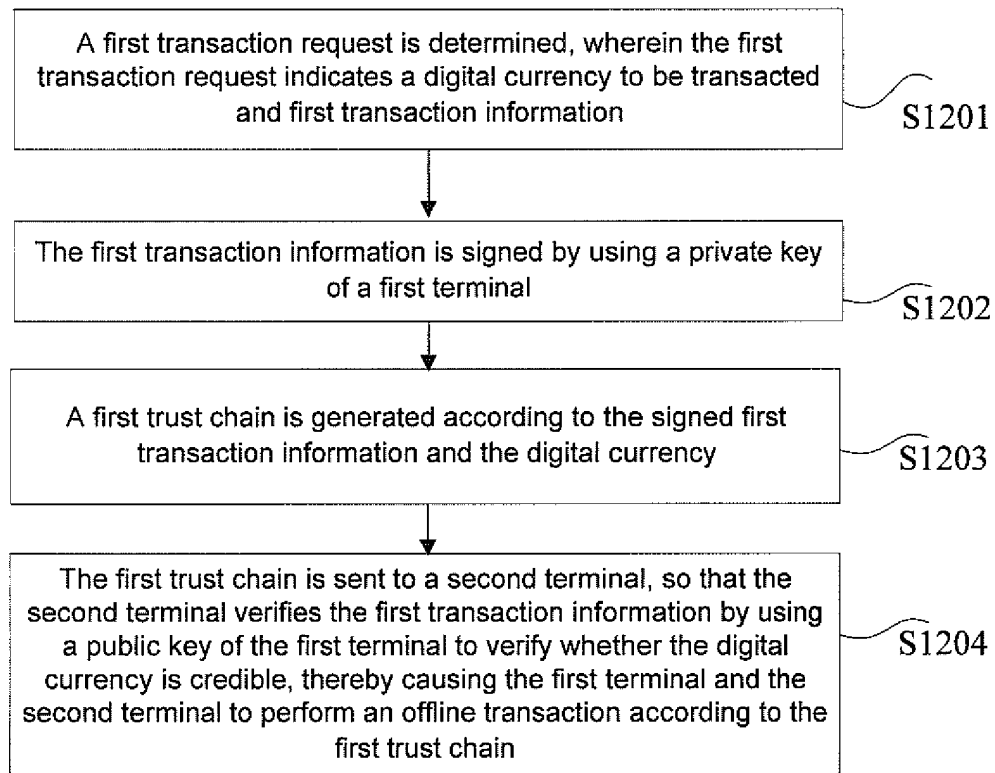 A first transaction request is determined, wherein the first
transaction request indicates a digital currency to be transacted
and first transaction information
S1201
The first transaction information is signed by using a private key
of a first terminal
S1202
A first trust chain is generated according to the signed first
transaction information and the digital currency
S1203
The first trust chain is sent to a second terminal, so that the
second terminal verifies the first transaction information by using
a public key of the first terminal to verify whether the digital
currency is credible, thereby causing the first terminal and the
second terminal to perform an offline transaction according to the
first trust chain
S1204